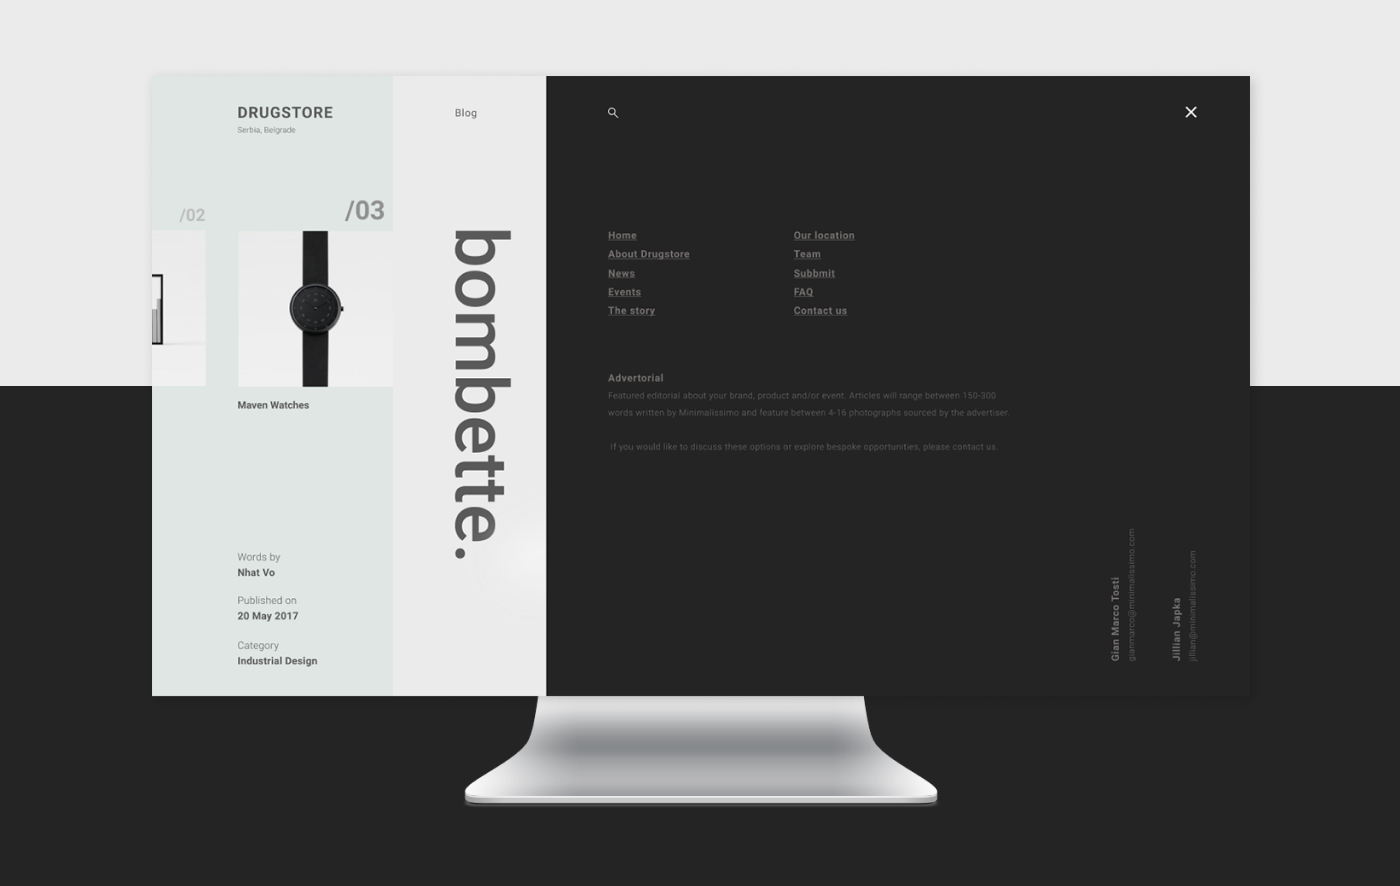 DRUGSTORE
Serbia, Belgrade
/02
/03
Maven Watches
Words by
Nhat Vo
Published on
20 May 2017
Category
Industrial Design
Blog
bombette.
Home
About Drugstore
News
Events
The story
Our location
Team
Subbmit
FAQ
Contact us
Advertorial
Featured editorial about your brand, product and/or event. Articles will range between 150-300
words written by Minimalissimo and feature between 4-16 photographs sourced by the advertiser.
If you would like to discuss these options or explore bespoke opportunities, please contact us.
Gian Marco Tosti
gianmarco@minimalissimo.com
Jillian Japka
jillian@minimalissimo.com